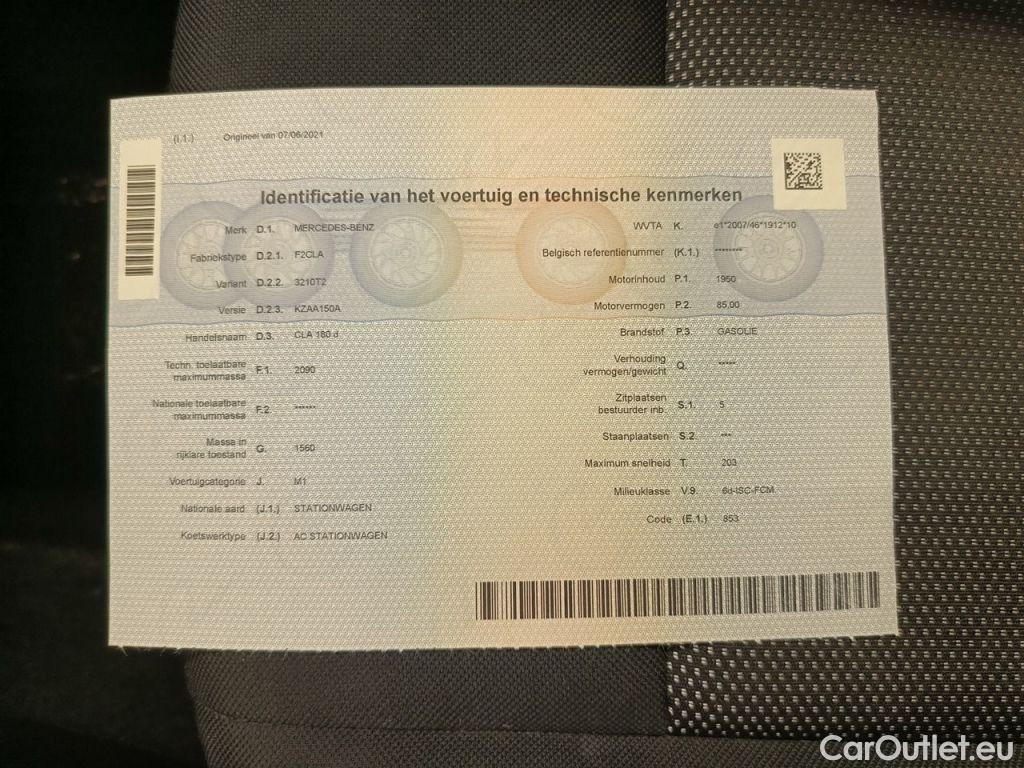 (I.1.) Origineel van 07/06/2021
Identificatie van het voertuig en technische kenmerken
Merk D.1. MERCEDES-BENZ
Fabriekstype D.2.1. F2CLA
Variant D.2.2. 3210T2
Versie D.2.3. KZAA150A
Handelsnaam D.3. CLA 180 d
Techn. toelaatbare
maximummassa F.1. 2090
Nationale toelaatbare
maximummassa F.2. ******
Massa in
rijklare toestand G. 1560
Voertuigcategorie J. M1
Nationale aard (J.1.) STATIONWAGEN
Koetswerktype (J.2.) AC STATIONWAGEN
WVTA K. e1*2007/46*1912*10
Belgisch referentienummer (K.1.) ********
Motorinhoud P.1. 1950
Motorvermogen P.2. 85,00
Brandstof P.3. GASOLIE
Verhouding
vermogen/gewicht Q. *****
Zitplaatsen
bestuurder inb. S.1. 5
Staanplaatsen S.2. ***
Maximum snelheid T. 203
Milieuklasse V.9. 6d-ISC-FCM
Code (E.1.) 853
CarOutlet.eu